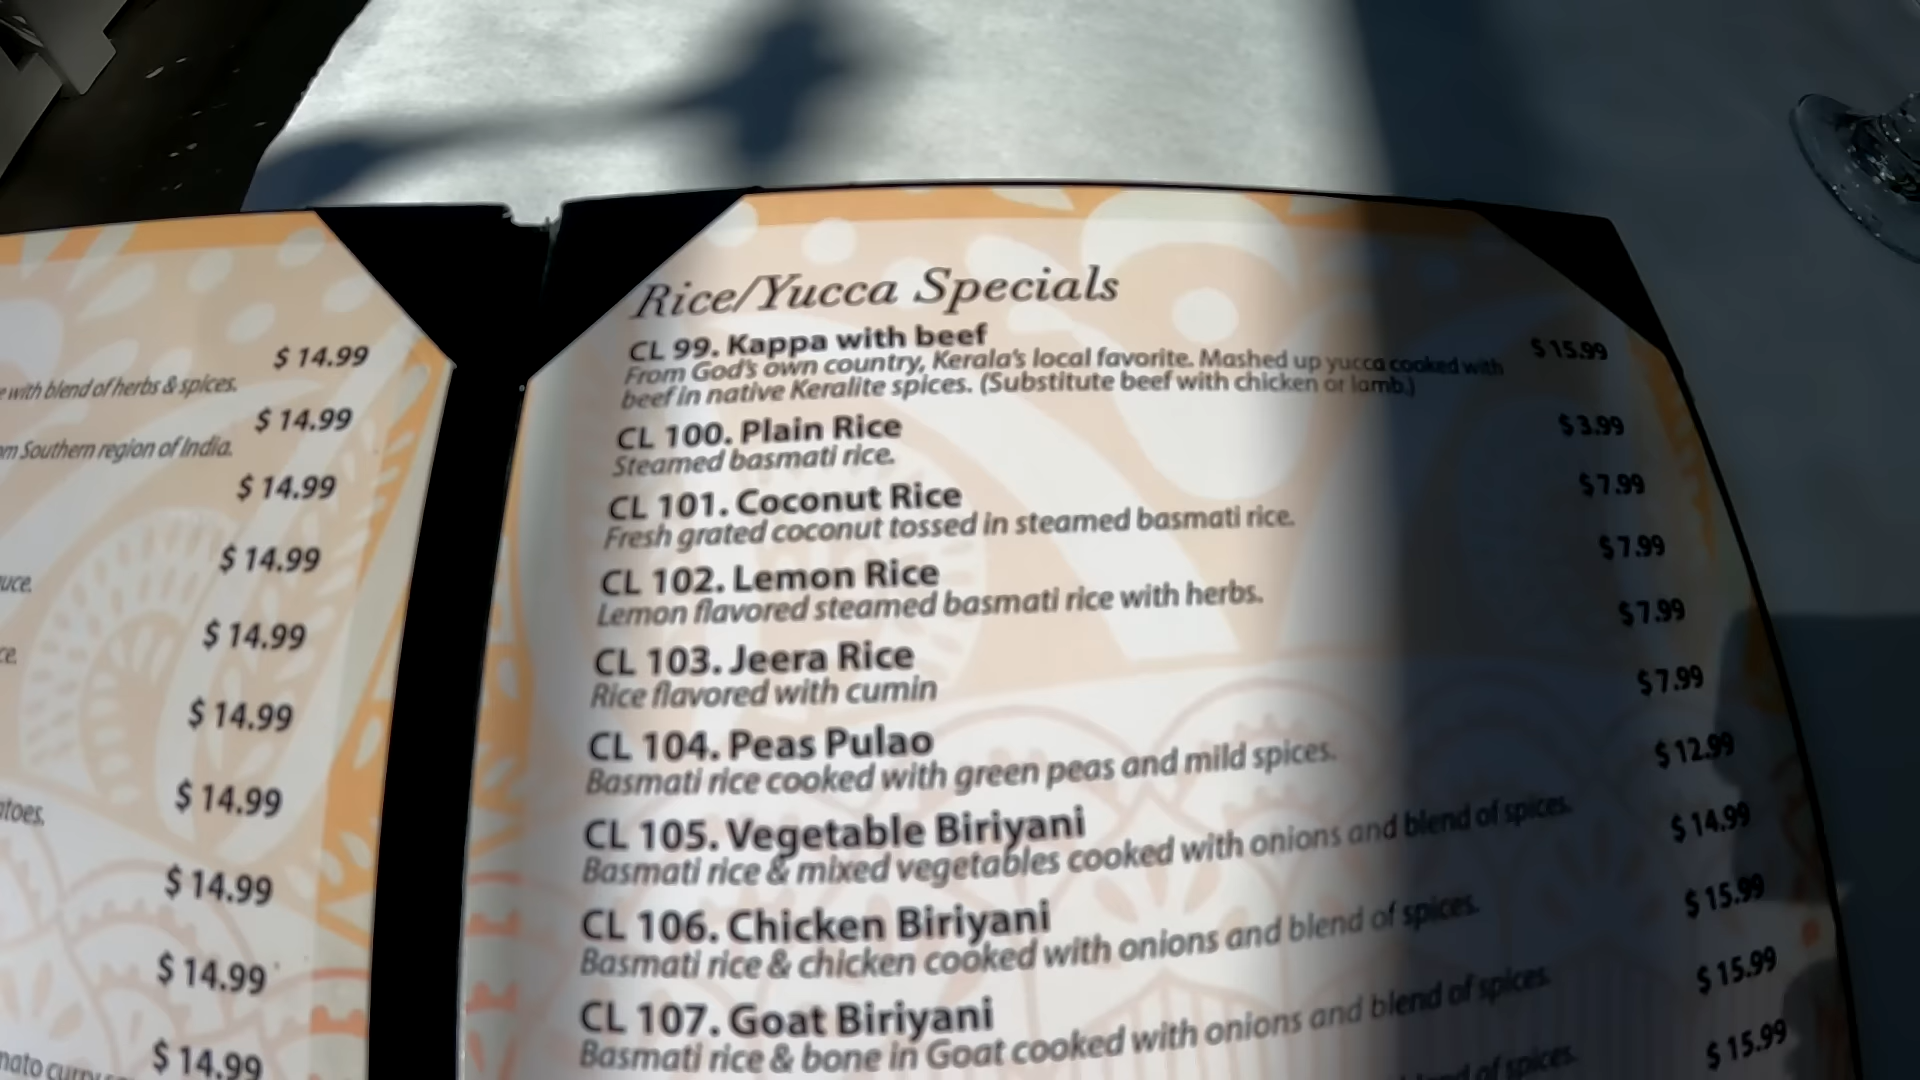 $ 14.99
with blend of herbs & spices.
$ 14.99
Southern region of India.
$ 14.99
$ 14.99
$ 14.99
$ 14.99
$ 14.99
$ 14.99
$ 14.99
$ 14.99
Rice/Yucca Specials
CL 99. Kappa with beef $ 15.99
From God's own country, Kerala's local favorite. Mashed up yucca cooked with
beef in native Keralite spices. (Substitute beef with chicken or lamb.)
CL 100. Plain Rice $ 3.99
Steamed basmati rice.
CL 101. Coconut Rice $ 7.99
Fresh grated coconut tossed in steamed basmati rice.
CL 102. Lemon Rice $ 7.99
Lemon flavored steamed basmati rice with herbs.
CL 103. Jeera Rice $ 7.99
Rice flavored with cumin
CL 104. Peas Pulao $ 7.99
Basmati rice cooked with green peas and mild spices.
CL 105. Vegetable Biriyani $ 12.99
Basmati rice & mixed vegetables cooked with onions and blend of spices.
CL 106. Chicken Biriyani $ 14.99
Basmati rice & chicken cooked with onions and blend of spices.
CL 107. Goat Biriyani $ 15.99
Basmati rice & bone in Goat cooked with onions and blend of spices.
$ 15.99
of spices.
$ 15.99